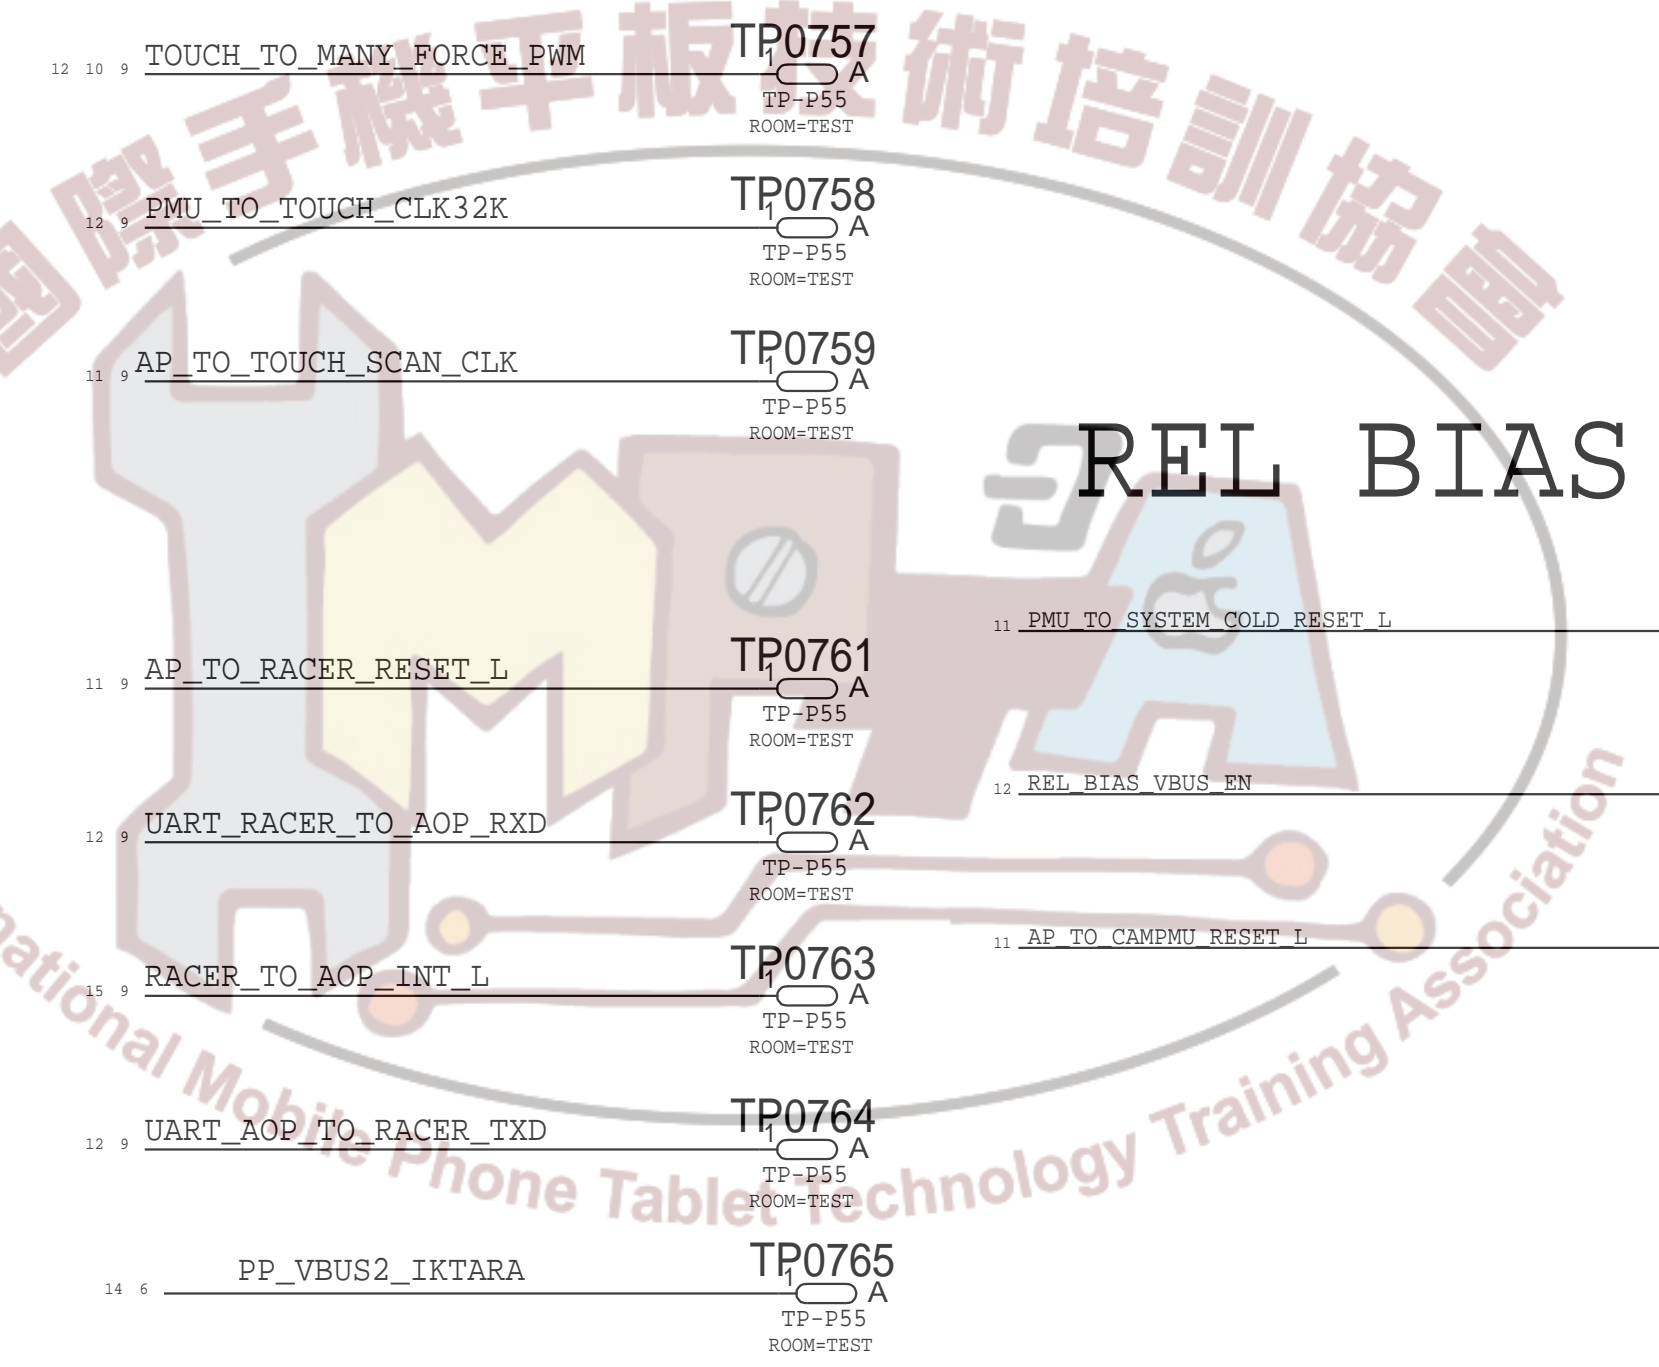 國際手機平板技術培訓協會
TOUCH_TO_MANY_FORCE_PWM
12 10 9
TP0757
1
A
TP-P55
ROOM=TEST
PMU_TO_TOUCH_CLK32K
12 9
TP0758
1
A
TP-P55
ROOM=TEST
AP_TO_TOUCH_SCAN_CLK
11 9
TP0759
1
A
TP-P55
ROOM=TEST
AP_TO_RACER_RESET_L
11 9
TP0761
1
A
TP-P55
ROOM=TEST
UART_RACER_TO_AOP_RXD
12 9
TP0762
1
A
TP-P55
ROOM=TEST
RACER_TO_AOP_INT_L
15 9
TP0763
1
A
TP-P55
ROOM=TEST
UART_AOP_TO_RACER_TXD
12 9
TP0764
1
A
TP-P55
ROOM=TEST
PP_VBUS2_IKTARA
14 6
TP0765
1
A
TP-P55
ROOM=TEST
REL BIAS
11 PMU_TO_SYSTEM_COLD_RESET_L
12 REL_BIAS_VBUS_EN
11 AP_TO_CAMPMU_RESET_L
MPTA
national Mobile Phone Tablet Technology Training Association